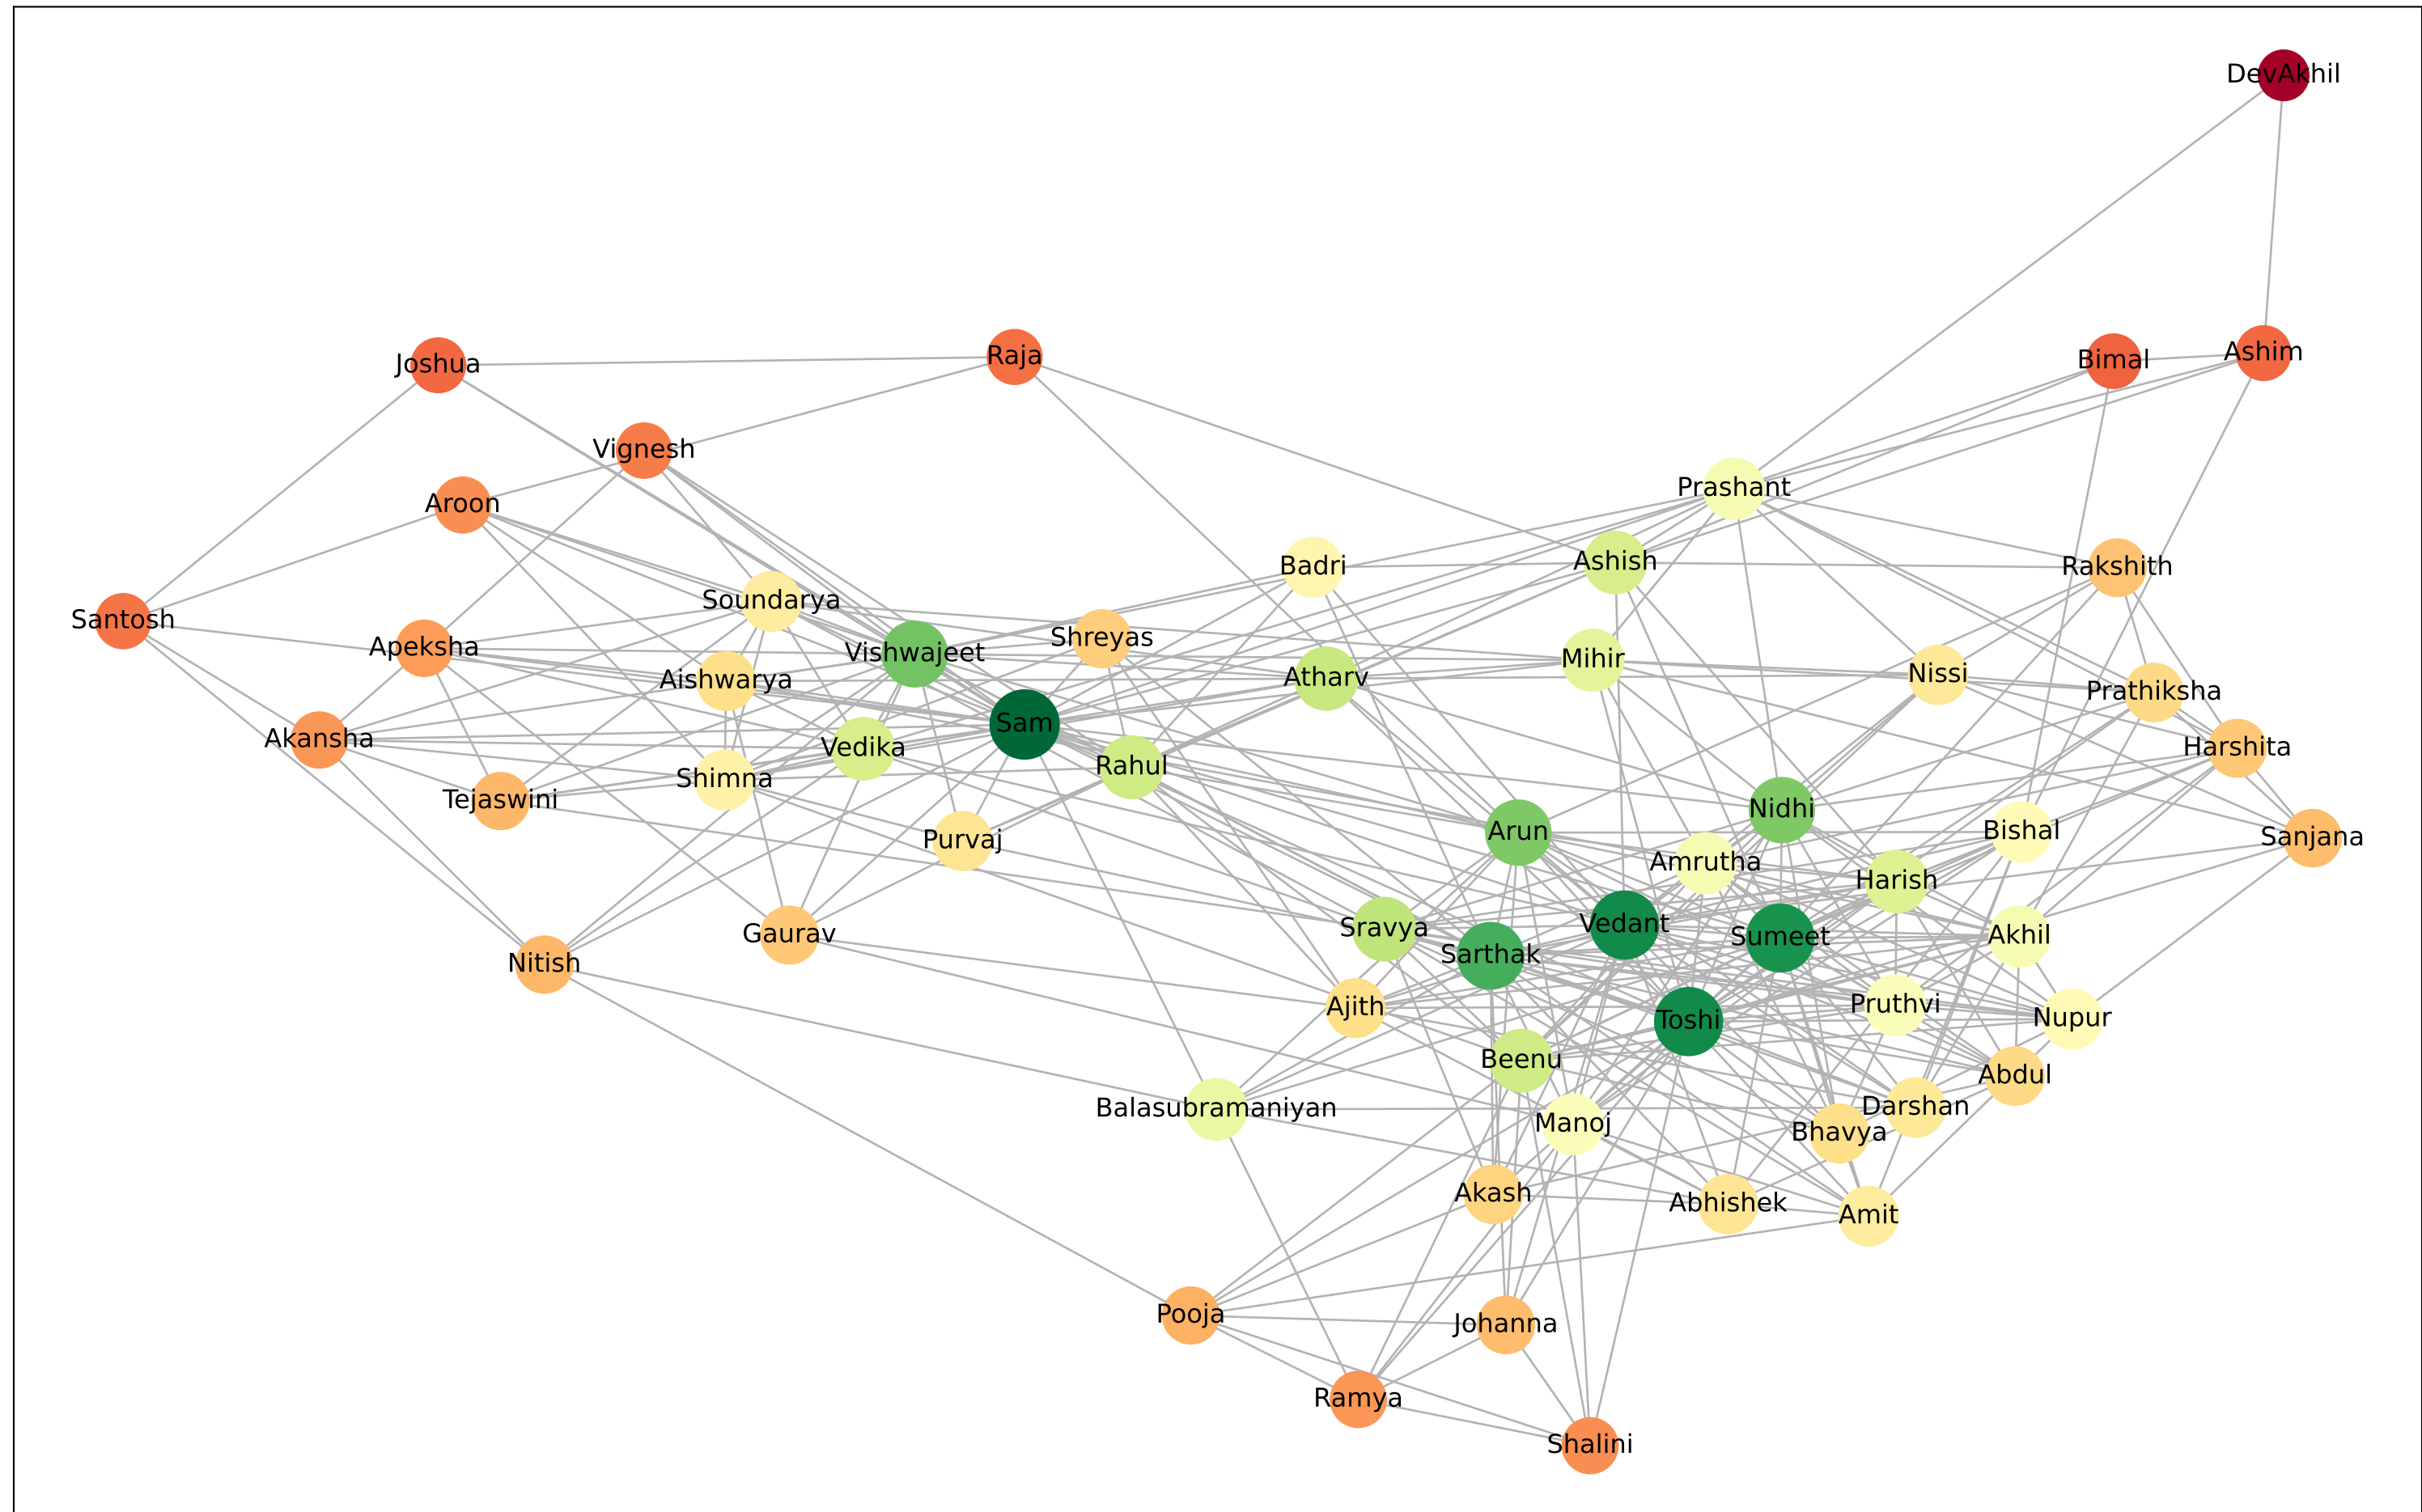 DevAkhil
Joshua
Raja
Bimal
Ashim
Vignesh
Aroon
Prashant
Santosh
Soundarya
Apeksha
Vishwajeet
Shreyas
Badri
Ashish
Rakshith
Aishwarya
Atharv
Mihir
Nissi
Prathiksha
Akansha
Sam
Vedika
Rahul
Harshita
Shimna
Tejaswini
Purvaj
Arun
Nidhi
Bishal
Sanjana
Amrutha
Harish
Gaurav
Sravya
Vedant
Sumeet
Akhil
Nitish
Sarthak
Ajith
Toshi
Pruthvi
Nupur
Beenu
Abdul
Balasubramaniyan
Manoj
Darshan
Bhavya
Akash
Abhishek
Amit
Pooja
Johanna
Ramya
Shalini